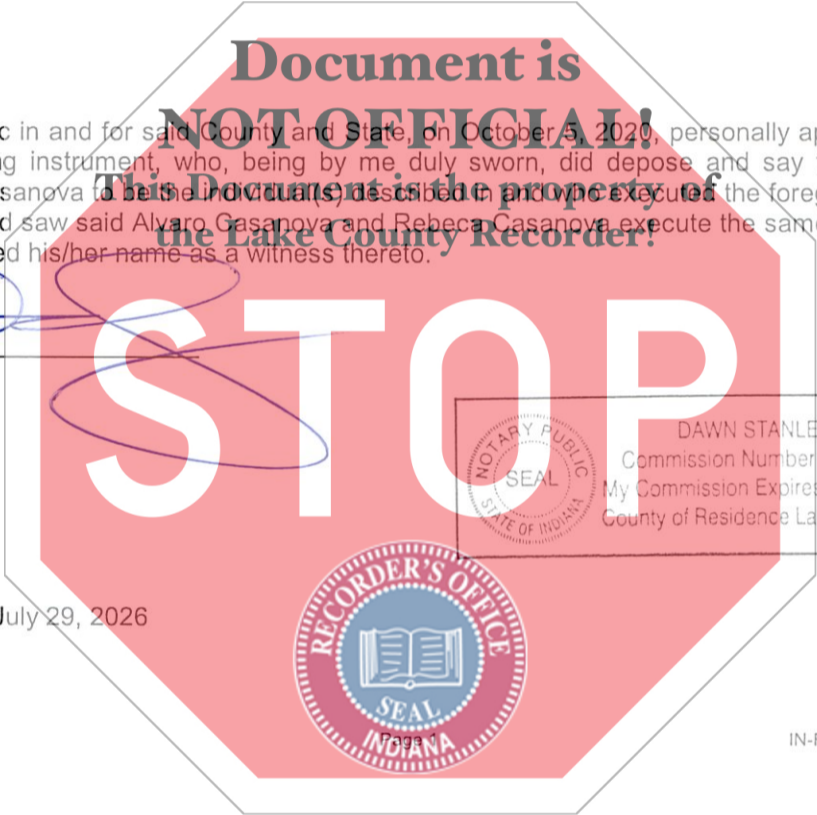 Document is
NOT OFFICIAL!
c in and for said County and State, on October 5, 2020, personally ap
ng instrument, who, being by me duly sworn, did depose and say
This Document is the property of
sanova to be the individual(s) described in and who executed the foreg
d saw said Alvaro Casanova and Rebeca Casanova execute the same
the Lake County Recorder!
ed his/her name as a witness thereto.
STOP
NOTARY PUBLIC
SEAL
STATE OF INDIANA
DAWN STANLE
Commission Number
My Commission Expires
County of Residence La
RECORDER'S OFFICE
SEAL
INDIANA
July 29, 2026
Page 1
IN-F